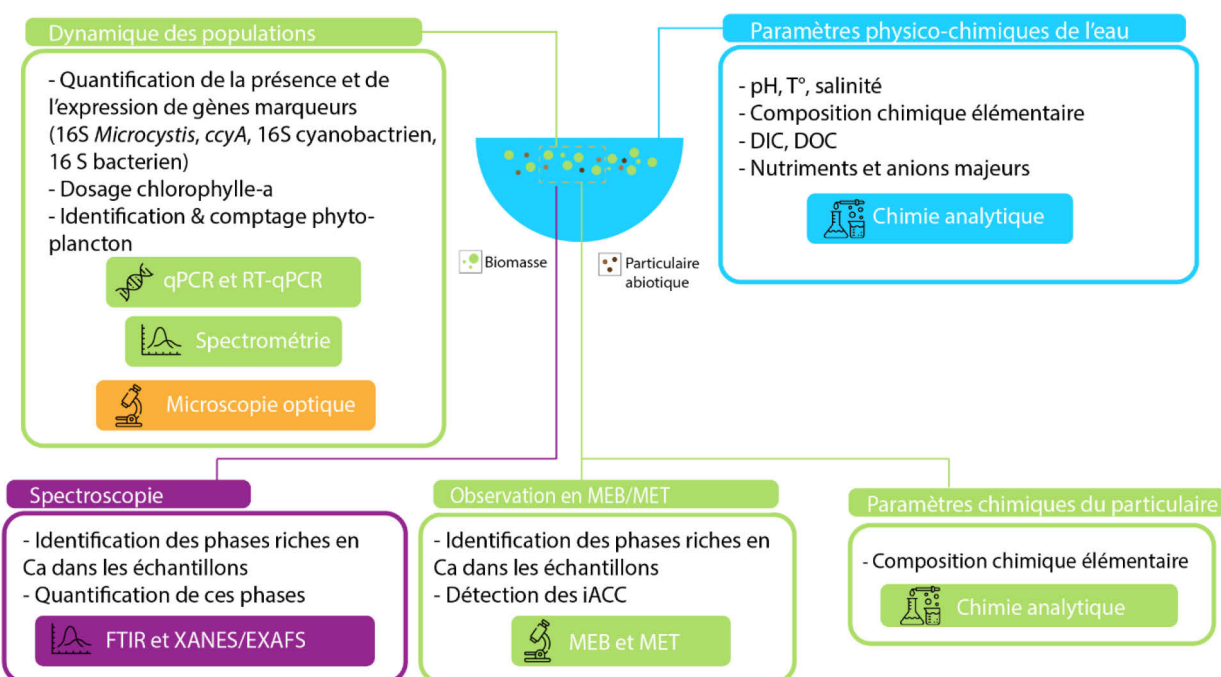 Dynamique des populations
- Quantification de la présence et de
l'expression de gènes marqueurs
(16S Microcystis, ccyA, 16S cyanobactrien,
16 S bacterien)
- Dosage chlorophylle-a
- Identification & comptage phyto-
plancton
qPCR et RT-qPCR
Spectrométrie
Microscopie optique
Paramètres physico-chimiques de l'eau
- pH, T°, salinité
- Composition chimique élémentaire
- DIC, DOC
- Nutriments et anions majeurs
Chimie analytique
Biomasse
Particulaire
abiotique
Spectroscopie
- Identification des phases riches en
Ca dans les échantillons
- Quantification de ces phases
FTIR et XANES/EXAFS
Observation en MEB/MET
- Identification des phases riches en
Ca dans les échantillons
- Détection des iACC
MEB et MET
Paramètres chimiques du particulaire
- Composition chimique élémentaire
Chimie analytique